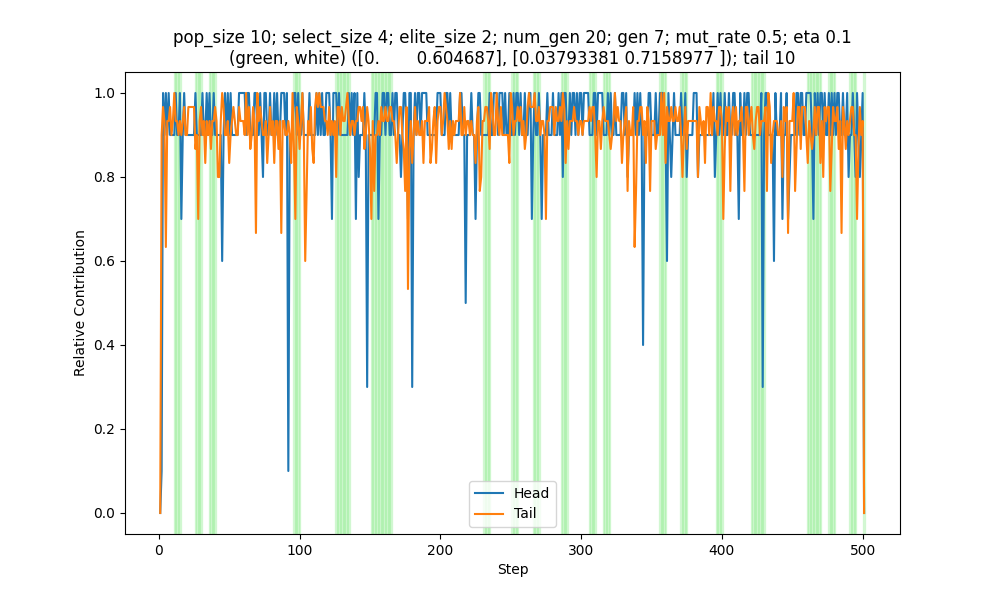 pop_size 10; select_size 4; elite_size 2; num_gen 20; gen 7; mut_rate 0.5; eta 0.1
(green, white) ([0. 0.604687], [0.03793381 0.7158977 ]); tail 10
1.0
0.8
0.6
0.4
0.2
0.0
Relative Contribution
Head
Tail
0 100 200 300 400 500
Step